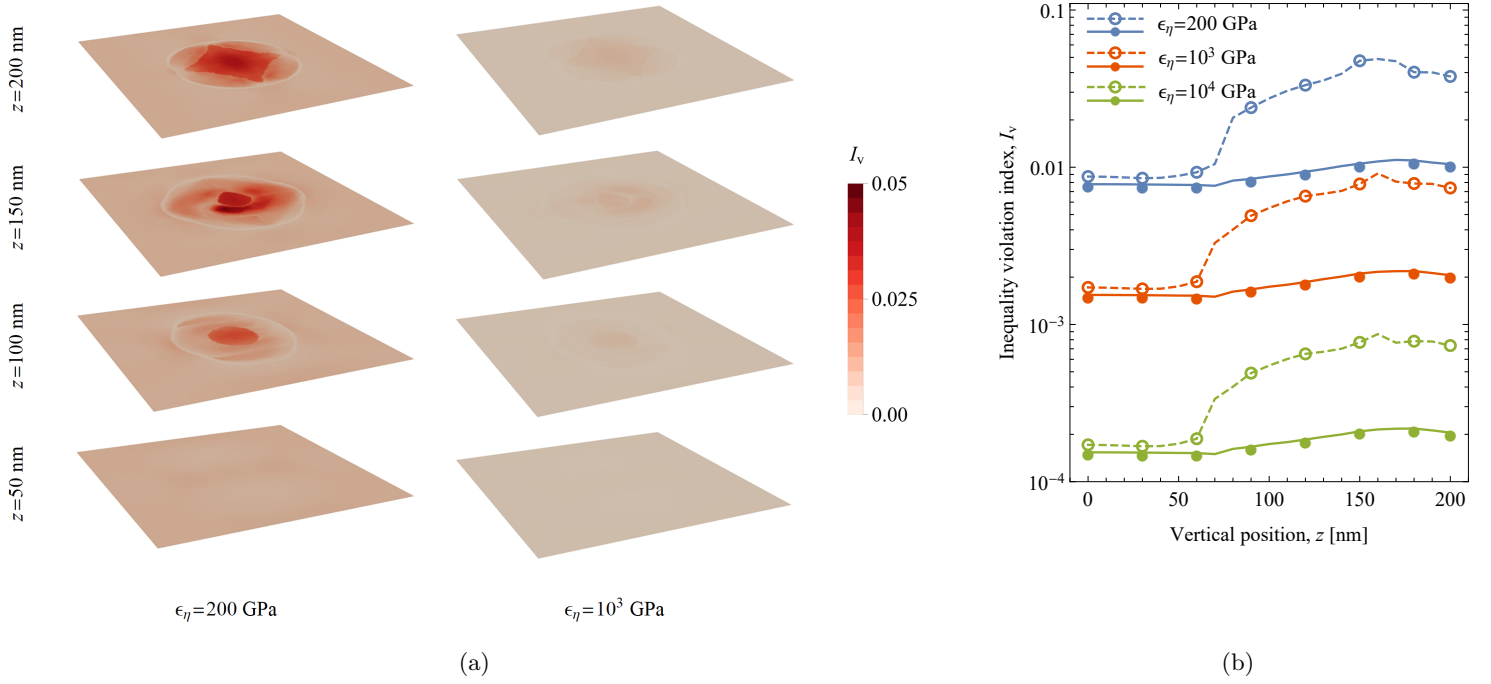 z=200 nm
z=150 nm
z=100 nm
z=50 nm
ϵη=200 GPa
ϵη=10³ GPa
Iv
0.05
0.025
0.00
(a)
0.1
0.01
10⁻³
10⁻⁴
Inequality violation index, Iv
ϵη=200 GPa
ϵη=10³ GPa
ϵη=10⁴ GPa
0
50
100
150
200
Vertical position, z [nm]
(b)